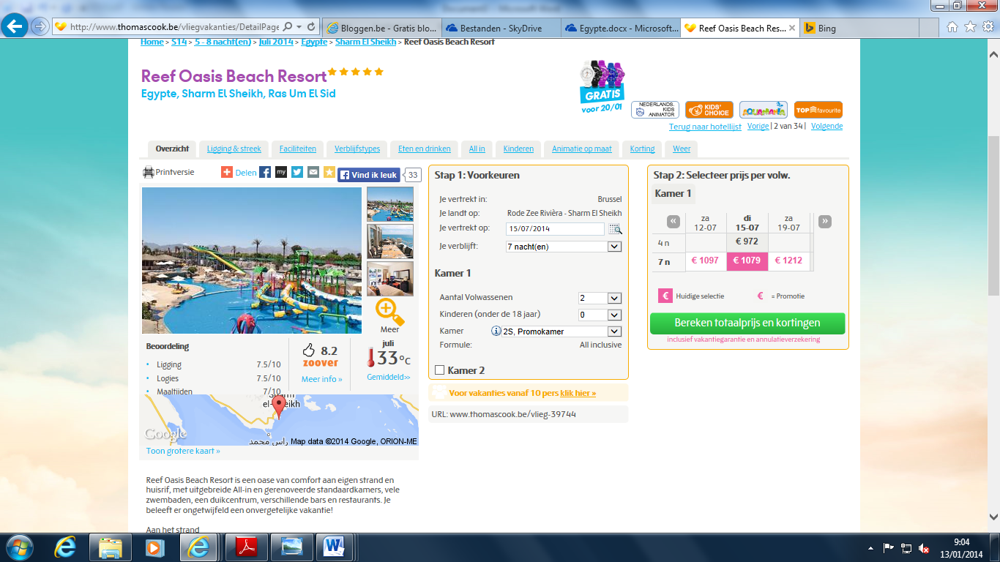 http://www.thomascook.be/vliegvakanties/DetailPage
Bloggen.be - Gratis blo...
Bestanden - SkyDrive
Egypte.docx - Microsoft...
Reef Oasis Beach Res...
Bing
Home > S14 > 5 - 8 nacht(en) > Juli 2014 > Egypte > Sharm El Sheikh > Reef Oasis Beach Resort
Reef Oasis Beach Resort
Egypte, Sharm El Sheikh, Ras Um El Sid
GRATIS
voor 20/01
NEDERLANDS. KIDS ANIMATOR
KIDS' CHOICE
AQUAMANIA
TOP favourite
Terug naar hotellijst Vorige | 2 van 34 | Volgende
Overzicht Ligging & streek Faciliteiten Verblijfstypes Eten en drinken All in Kinderen Animatie op maat Korting Weer
Printversie
Delen
my
Vind ik leuk
33
Meer
Beoordeling
Ligging 7.5/10
Logies 7.5/10
Maaltijden 7/10
8.2
zoover
Meer info »
juli
33°C
Gemiddeld>>
Sharm
el-Sheikh
Google
راس محمد
Map data ©2014 Google, ORION-ME
Toon grotere kaart »
Reef Oasis Beach Resort is een oase van comfort aan eigen strand en
huisrif, met uitgebreide All-in en gerenoveerde standaardkamers, vele
zwembaden, een duikcentrum, verschillende bars en restaurants. Je
beleeft er ongetwijfeld een onvergetelijke vakantie!
Aan het strand
Stap 1: Voorkeuren
Je vertrekt in: Brussel
Je landt op: Rode Zee Rivièra - Sharm El Sheikh
Je vertrekt op: 15/07/2014
Je verblijft: 7 nacht(en)
Kamer 1
Aantal Volwassenen 2
Kinderen (onder de 18 jaar) 0
Kamer 2S, Promokamer
Formule: All inclusive
Kamer 2
Voor vakanties vanaf 10 pers klik hier »
URL: www.thomascook.be/vlieg-39744
Stap 2: Selecteer prijs per volw.
Kamer 1
« za di za »
12-07 15-07 19-07
4 n € 972
7 n € 1097 € 1079 € 1212
€ Huidige selectie € = Promotie
Bereken totaalprijs en kortingen
inclusief vakantiegarantie en annulatieverzekering
9:04
13/01/2014